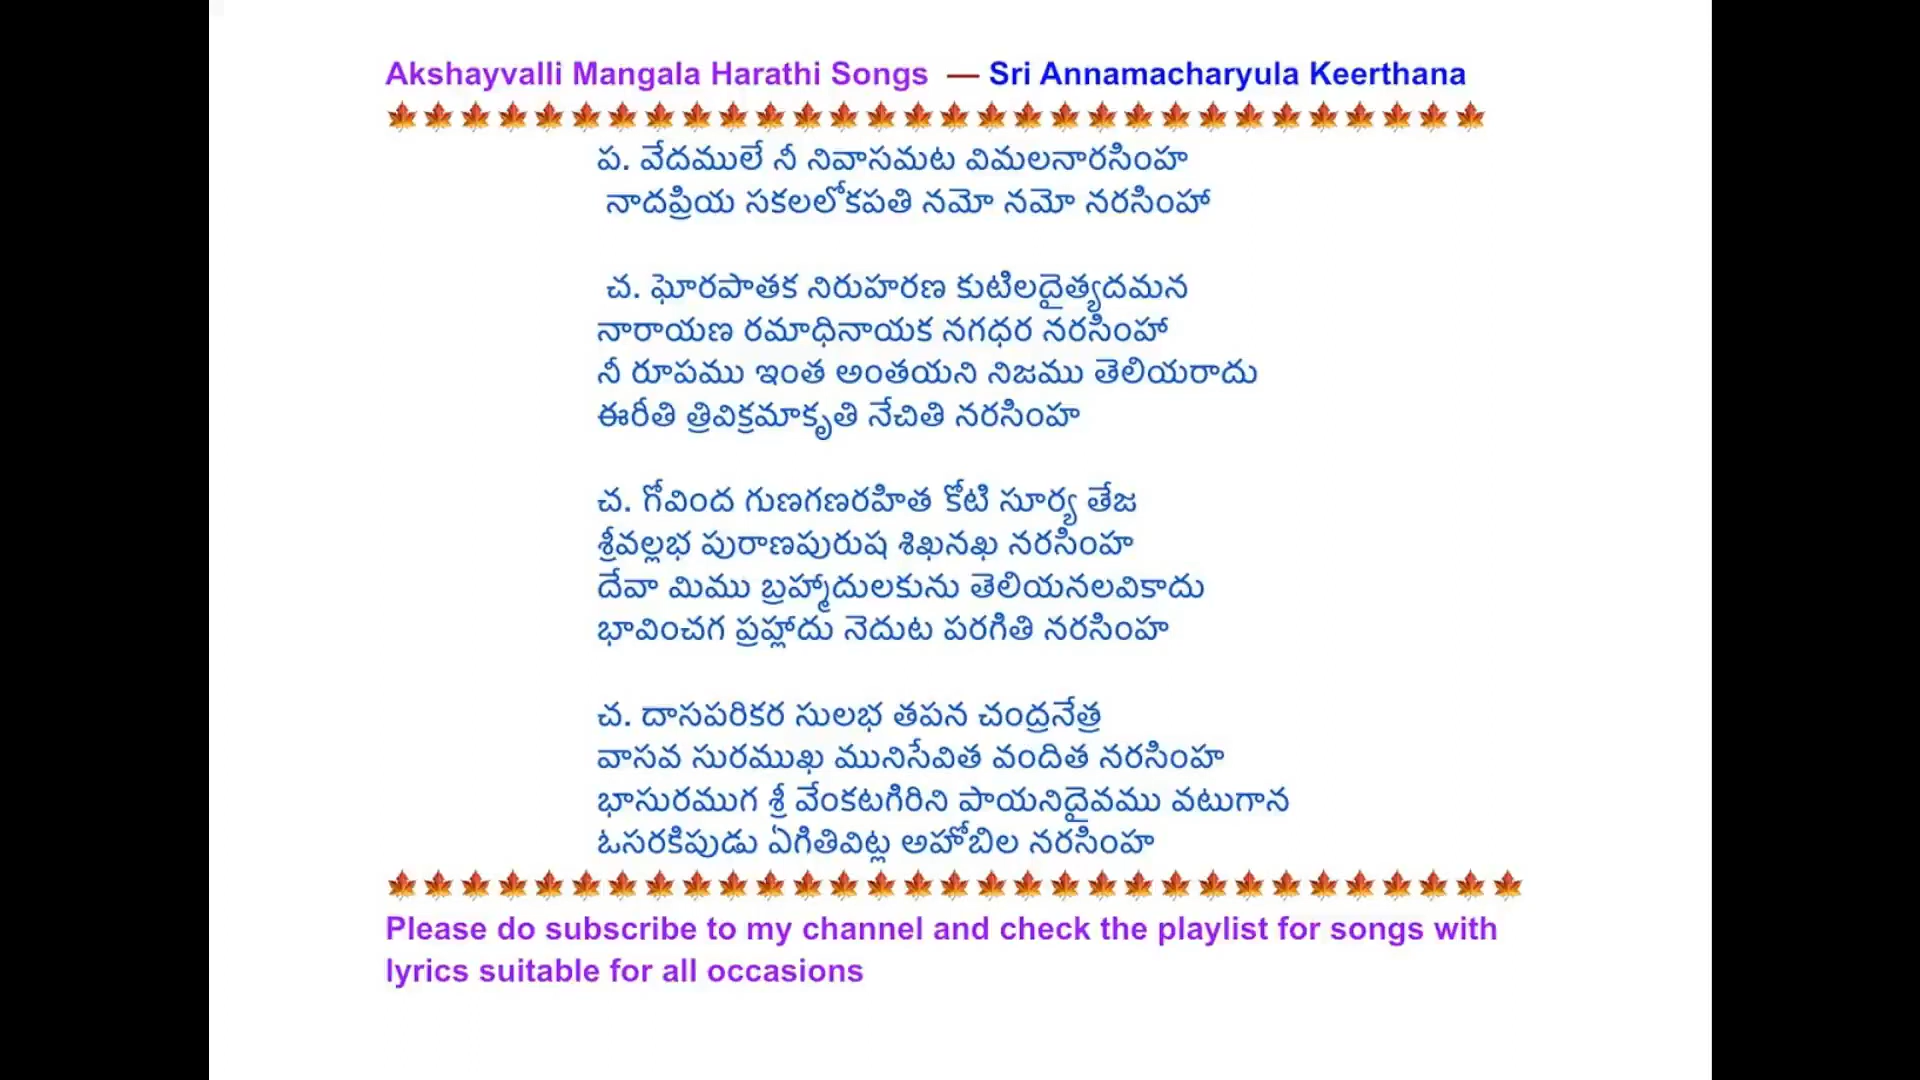 Akshayvalli Mangala Harathi Songs — Sri Annamacharyula Keerthana
ప. వేదములే నీ నివాసమట విమలనారసింహ
నాదప్రియ సకలలోకపతి నమో నమో నరసింహా
చ. ఘోరపాతక నిరుహరణ కుటిలదైత్యదమన
నారాయణ రమాధినాయక నగధర నరసింహా
నీ రూపము ఇంత అంతయని నిజము తెలియరాదు
ఈరీతి త్రివిక్రమాకృతి నేచితి నరసింహ
చ. గోవింద గుణగణరహిత కోటి సూర్య తేజ
శ్రీవల్లభ పురాణపురుష శిఖనఖ నరసింహ
దేవా మిము బ్రహ్మాదులకును తెలియనలవికాదు
భావించగ ప్రహ్లాదు నెదుట పరగితి నరసింహ
చ. దాసపరికర సులభ తపన చంద్రనేత్ర
వాసవ సురముఖ మునిసేవిత వందిత నరసింహ
భాసురముగ శ్రీ వేంకటగిరిని పాయనిదైవము వటుగాన
ఓసరకిపుడు ఏగితివిట్ల అహోబిల నరసింహ
Please do subscribe to my channel and check the playlist for songs with
lyrics suitable for all occasions